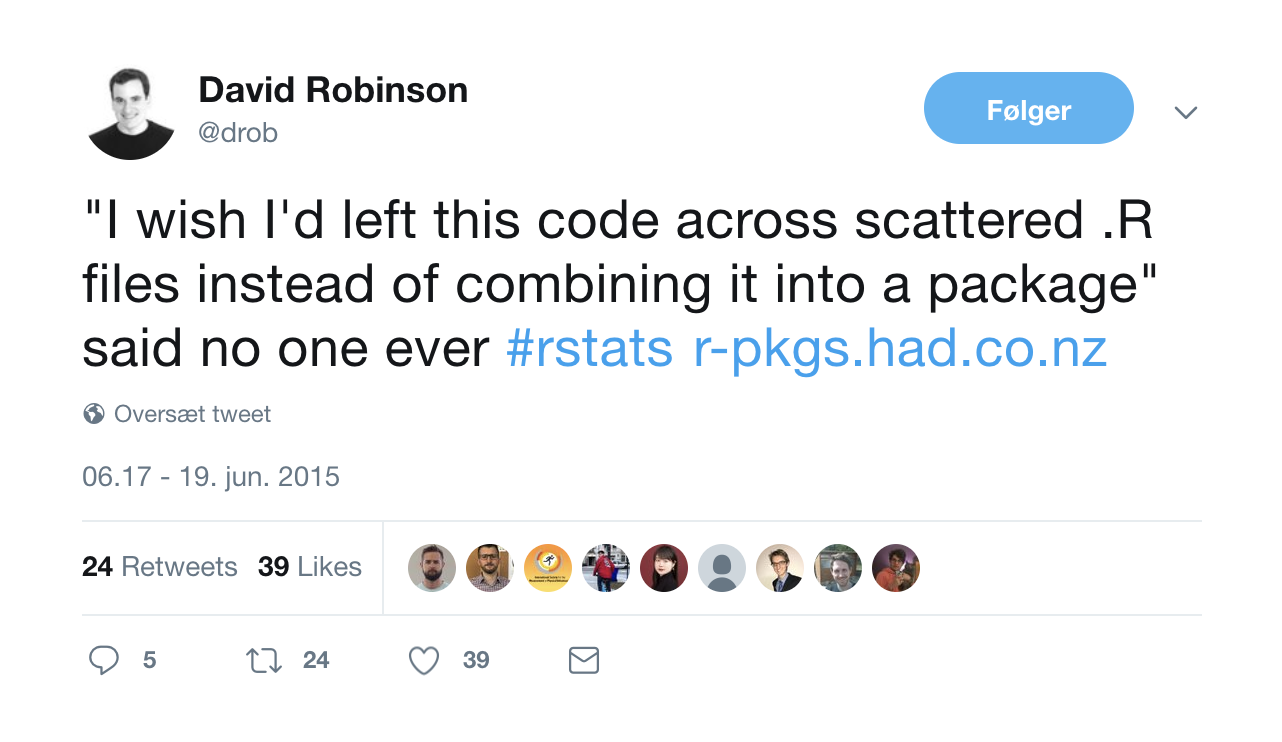 David Robinson
@drob
Følger
"I wish I'd left this code across scattered .R
files instead of combining it into a package"
said no one ever #rstats r-pkgs.had.co.nz
Oversæt tweet
06.17 - 19. jun. 2015
24 Retweets 39 Likes
5 24 39